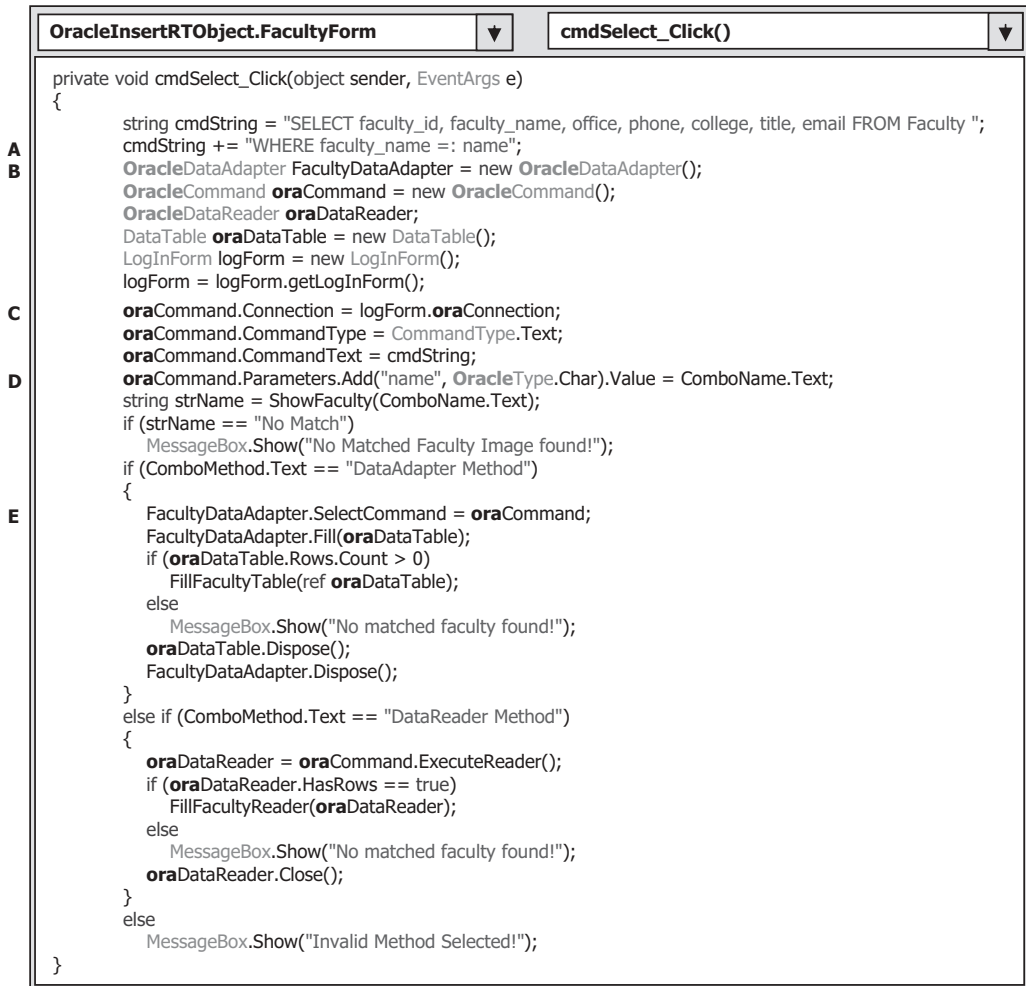 OracleInsertRTObject.FacultyForm cmdSelect_Click()
private void cmdSelect_Click(object sender, EventArgs e)
{
string cmdString = "SELECT faculty_id, faculty_name, office, phone, college, title, email FROM Faculty ";
A cmdString += "WHERE faculty_name =: name";
B OracleDataAdapter FacultyDataAdapter = new OracleDataAdapter();
OracleCommand oraCommand = new OracleCommand();
OracleDataReader oraDataReader;
DataTable oraDataTable = new DataTable();
LogInForm logForm = new LogInForm();
logForm = logForm.getLogInForm();
C oraCommand.Connection = logForm.oraConnection;
oraCommand.CommandType = CommandType.Text;
oraCommand.CommandText = cmdString;
D oraCommand.Parameters.Add("name", OracleType.Char).Value = ComboName.Text;
string strName = ShowFaculty(ComboName.Text);
if (strName == "No Match")
MessageBox.Show("No Matched Faculty Image found!");
if (ComboMethod.Text == "DataAdapter Method")
{
E FacultyDataAdapter.SelectCommand = oraCommand;
FacultyDataAdapter.Fill(oraDataTable);
if (oraDataTable.Rows.Count > 0)
FillFacultyTable(ref oraDataTable);
else
MessageBox.Show("No matched faculty found!");
oraDataTable.Dispose();
FacultyDataAdapter.Dispose();
}
else if (ComboMethod.Text == "DataReader Method")
{
oraDataReader = oraCommand.ExecuteReader();
if (oraDataReader.HasRows == true)
FillFacultyReader(oraDataReader);
else
MessageBox.Show("No matched faculty found!");
oraDataReader.Close();
}
else
MessageBox.Show("Invalid Method Selected!");
}